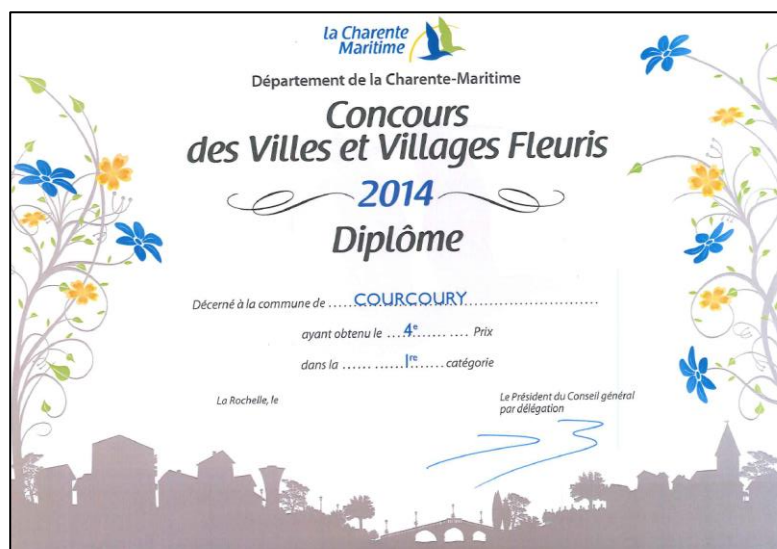 la Charente
Maritime
Département de la Charente-Maritime
Concours
des Villes et Villages Fleuris
2014
Diplôme
Décerné à la commune de ......COURCOURY..............................
ayant obtenu le ....4e............. Prix
dans la ...... .........Ire....... catégorie
La Rochelle, le
Le Président du Conseil général
par délégation